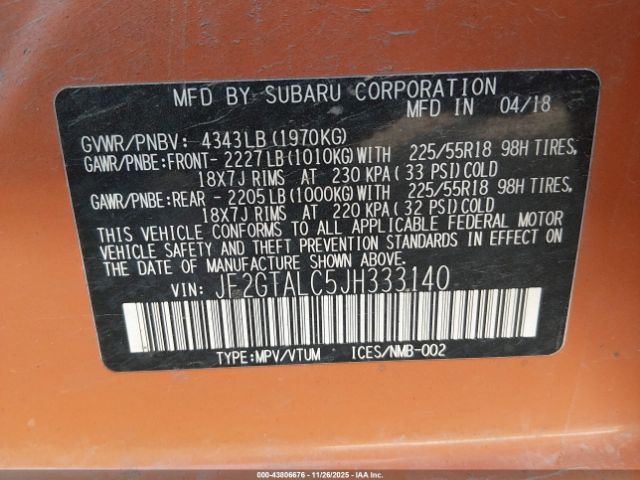 MFD BY SUBARU CORPORATION
MFD IN 04/18
GVWR/PNBV: 4343LB(1970KG)
GAWR/PNBE:FRONT- 2227LB(1010KG)WITH 225/55R18 98H TIRES,
18X7J RIMS AT 230 KPA( 33 PSI)COLD
GAWR/PNBE:REAR - 2205LB(1000KG)WITH 225/55R18 98H TIRES,
18X7J RIMS AT 220 KPA( 32 PSI)COLD
THIS VEHICLE CONFORMS TO ALL APPLICABLE FEDERAL MOTOR
VEHICLE SAFETY AND THEFT PREVENTION STANDARDS IN EFFECT ON
THE DATE OF MANUFACTURE SHOWN ABOVE.
VIN: JF2GTALC5JH333140
TYPE:MPV/VTUM ICES/NMB-002
000-43806676 - 11/26/2025 - IAAI.com